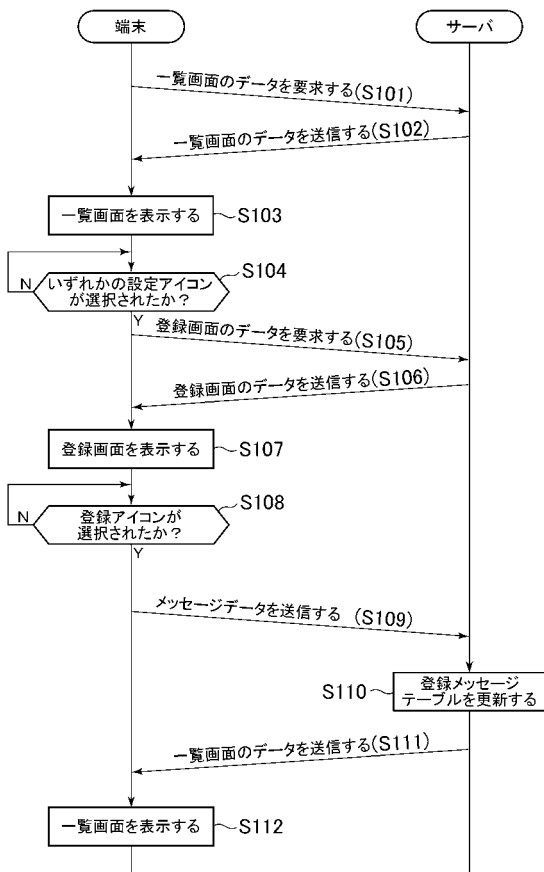 端末
サーバ
一覧画面のデータを要求する(S101)
一覧画面のデータを送信する(S102)
一覧画面を表示する
S103
いずれかの設定アイコン
が選択されたか？
S104
N
Y
登録画面のデータを要求する(S105)
登録画面のデータを送信する(S106)
登録画面を表示する
S107
登録アイコンが
選択されたか？
S108
N
Y
メッセージデータを送信する (S109)
S110
登録メッセージ
テーブルを更新する
一覧画面のデータを送信する(S111)
一覧画面を表示する
S112